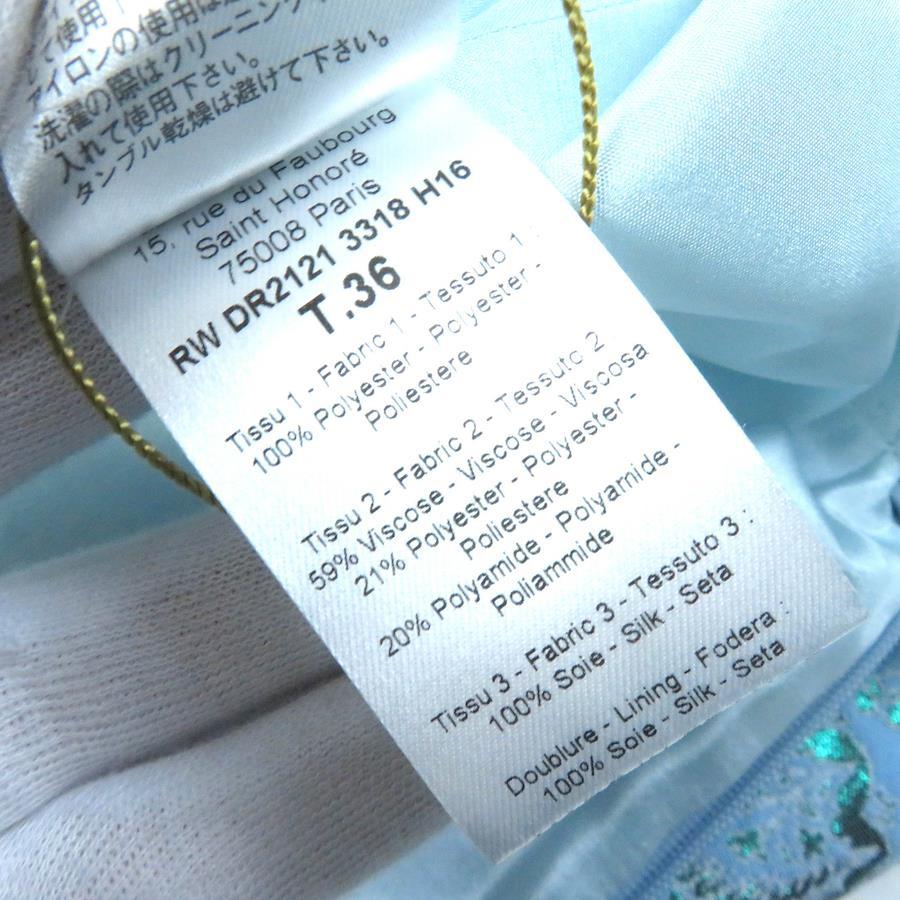 て使用
アイロンの使用は
洗濯の際はクリーニング
入れて使用下さい。
タンブル乾燥は避けて下さい。
15, rue du Faubourg
Saint Honoré
75008 Paris
RW DR2121 3318 H16
T.36
Tissu 1 - Fabric 1 - Tessuto 1 :
100% Polyester - Polyester -
Poliestere
Tissu 2 - Fabric 2 - Tessuto 2
59% Viscose - Viscose - Viscosa
21% Polyester - Polyester -
Poliestere
20% Polyamide - Polyamide -
Poliammide
Tissu 3 - Fabric 3 - Tessuto 3 :
100% Soie - Silk - Seta
Doublure - Lining - Fodera :
100% Soie - Silk - Seta